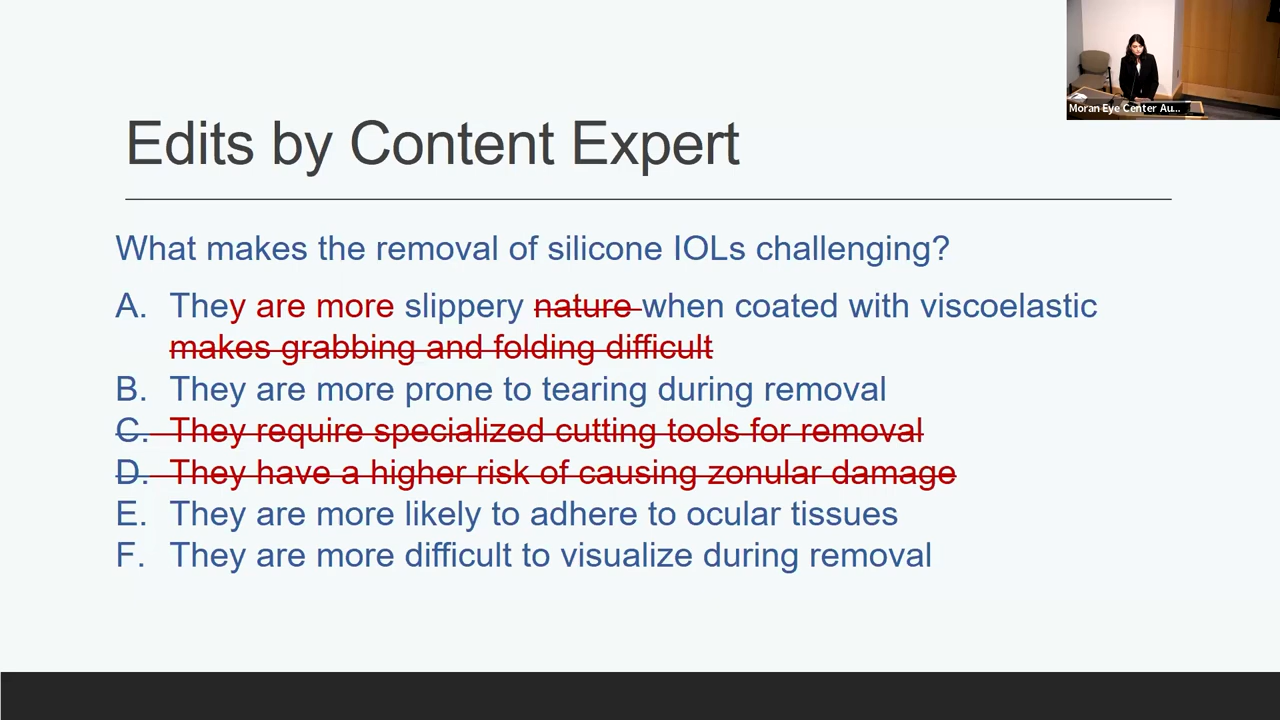 Moran Eye Center Au...
Edits by Content Expert
What makes the removal of silicone IOLs challenging?
A. They are more slippery nature when coated with viscoelastic
makes grabbing and folding difficult
B. They are more prone to tearing during removal
C. They require specialized cutting tools for removal
D. They have a higher risk of causing zonular damage
E. They are more likely to adhere to ocular tissues
F. They are more difficult to visualize during removal